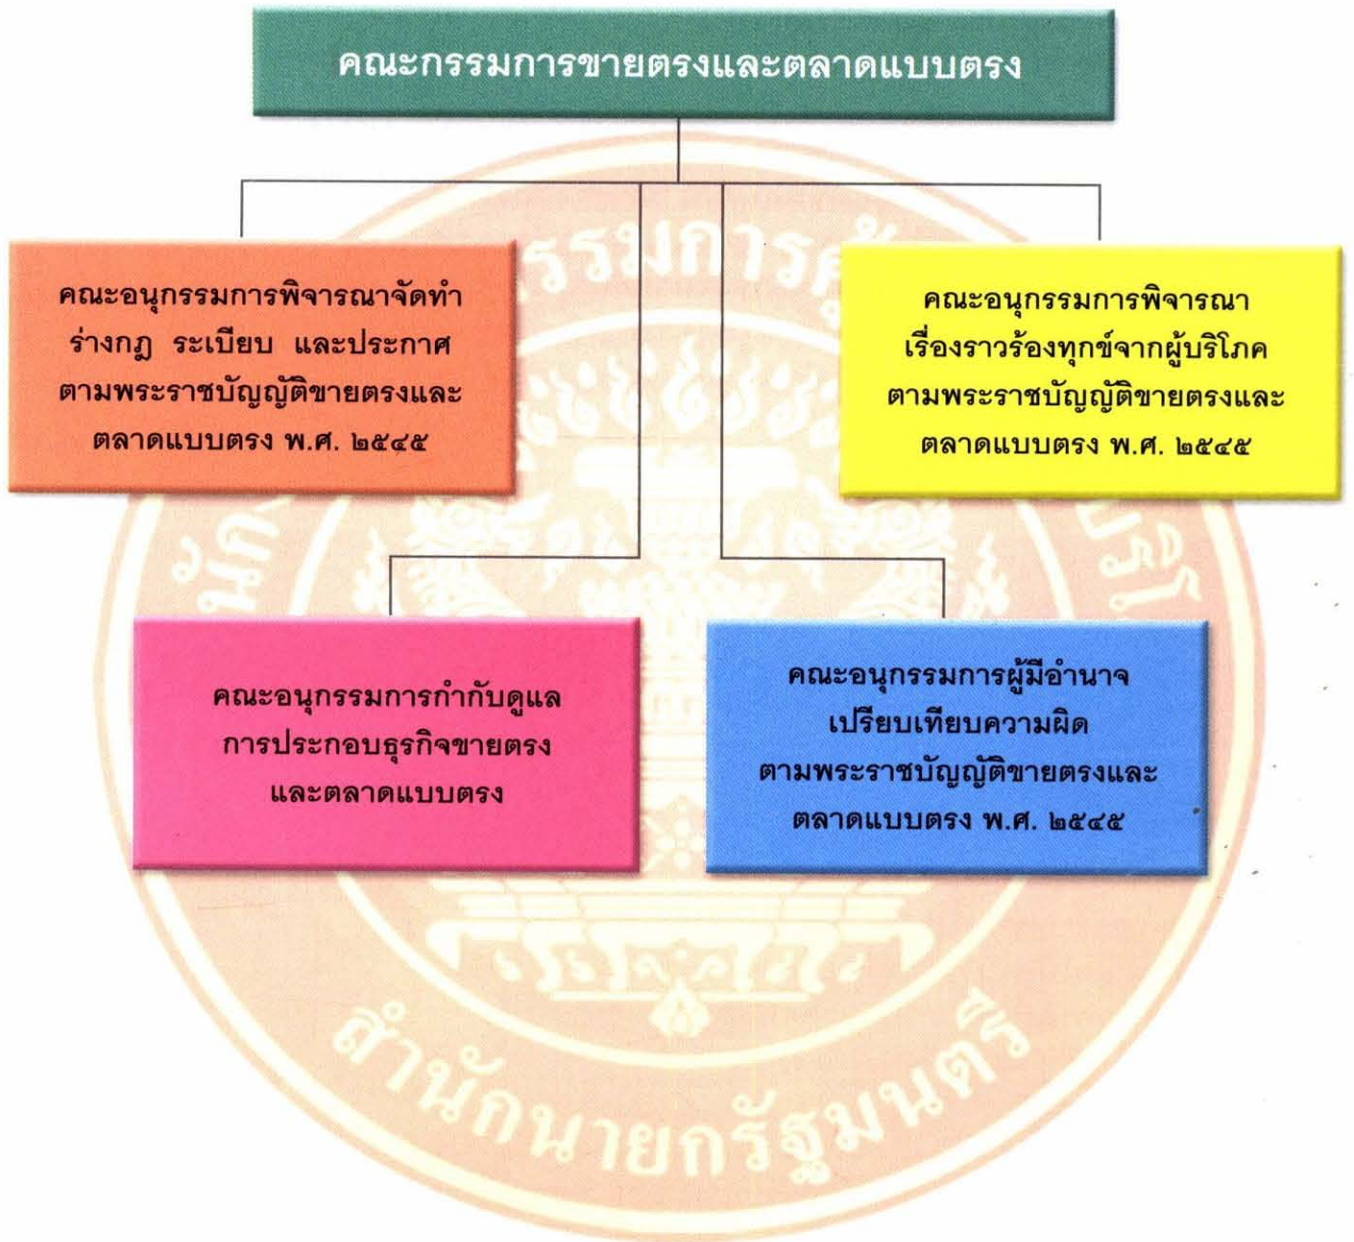 คณะกรรมการขายตรงและตลาดแบบตรง
คณะอนุกรรมการพิจารณาจัดทำ
ร่างกฎ ระเบียบ และประกาศ
ตามพระราชบัญญัติขายตรงและ
ตลาดแบบตรง พ.ศ. ๒๕๔๕
คณะอนุกรรมการพิจารณา
เรื่องราวร้องทุกข์จากผู้บริโภค
ตามพระราชบัญญัติขายตรงและ
ตลาดแบบตรง พ.ศ. ๒๕๔๕
คณะอนุกรรมการกำกับดูแล
การประกอบธุรกิจขายตรง
และตลาดแบบตรง
คณะอนุกรรมการผู้มีอำนาจ
เปรียบเทียบความผิด
ตามพระราชบัญญัติขายตรงและ
ตลาดแบบตรง พ.ศ. ๒๕๔๕
สำนักนายกรัฐมนตรี